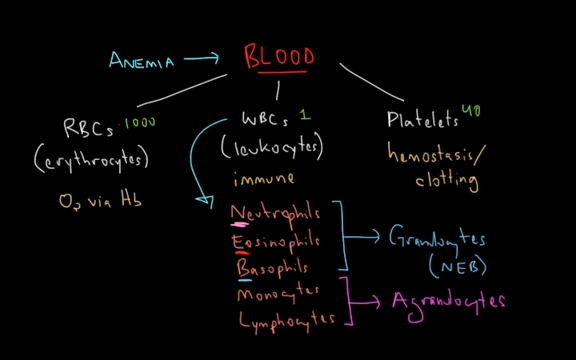 ANEMIA → BLOOD
RBCs 1000
(erythrocytes)
O2 via Hb
WBCs 1
(leukocytes)
immune
Neutrophils
Eosinophils
Basophils
Monocytes
Lymphocytes
Platelets 40
hemostasis/
clotting
Granulocytes
(NEB)
Agranulocytes